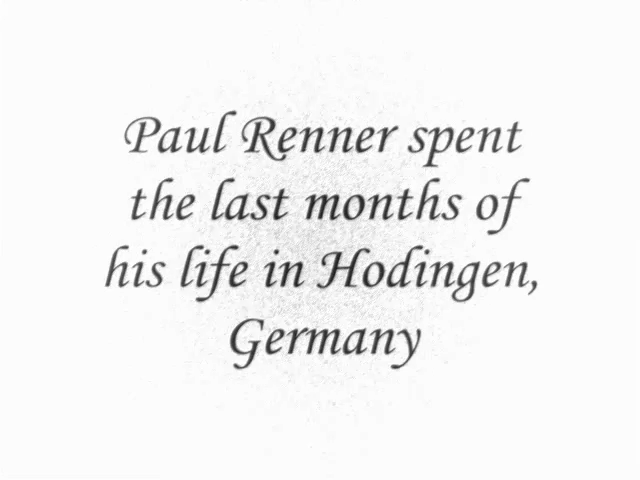 Paul Renner spent
the last months of
his life in Hodingen,
Germany